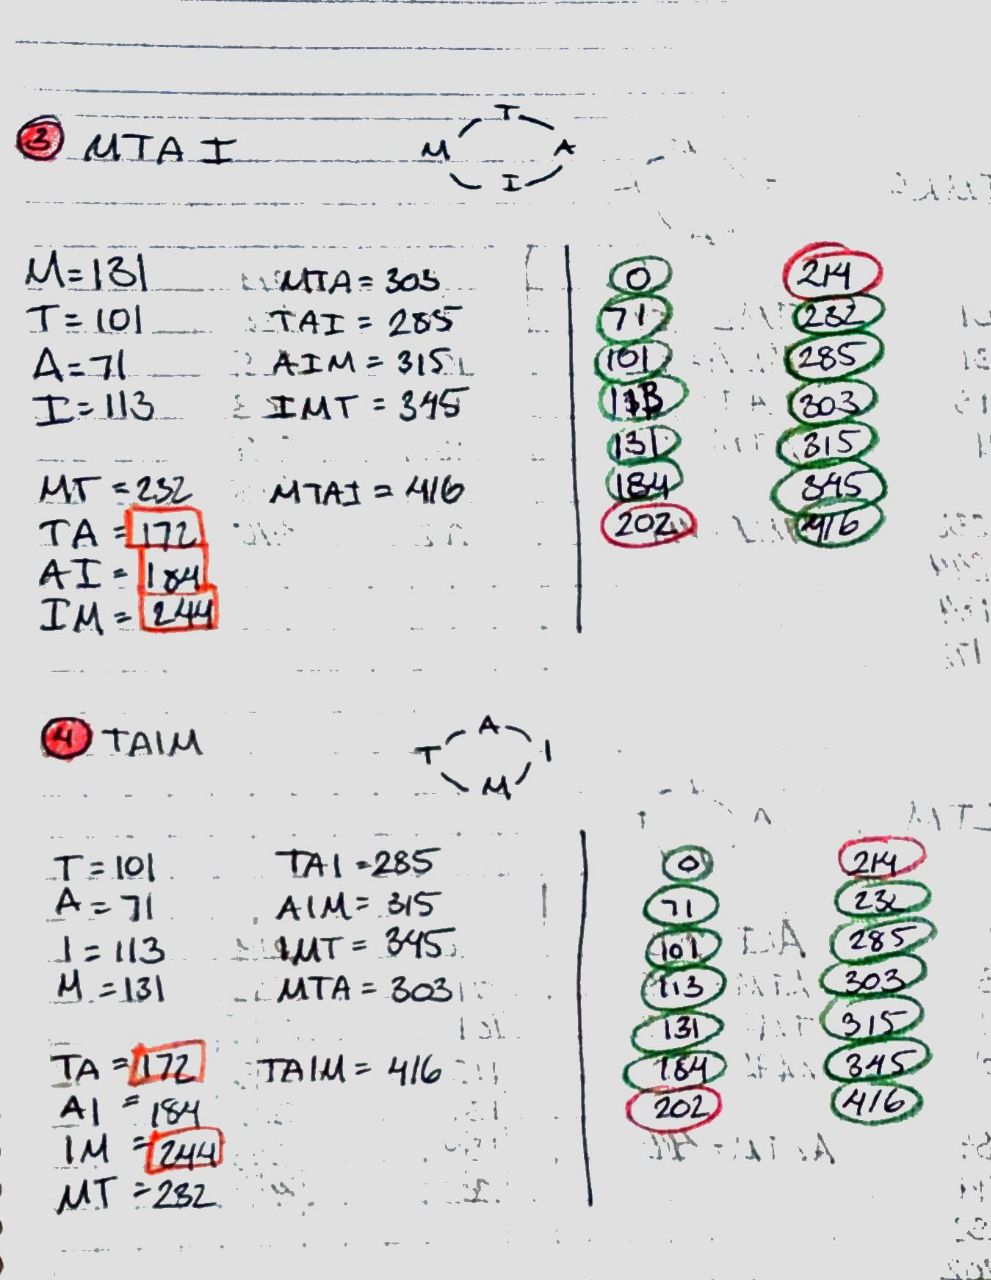 3 MTAI
T
M A
I
M=131
T=101
A=71
I=113
MTA=303
TAI=285
AIM=315
IMT=345
MT=232
TA=172
AI=184
IM=244
MTAI=416
0
71
101
113
131
184
202
214
232
285
303
315
345
416
4 TAIM
A
T I
M
T=101
A=71
I=113
M=131
TAI=285
AIM=315
IMT=345
MTA=303
TA=172
AI=184
IM=244
MT=232
TAIM=416
0
71
101
113
131
184
202
214
232
285
303
315
345
416